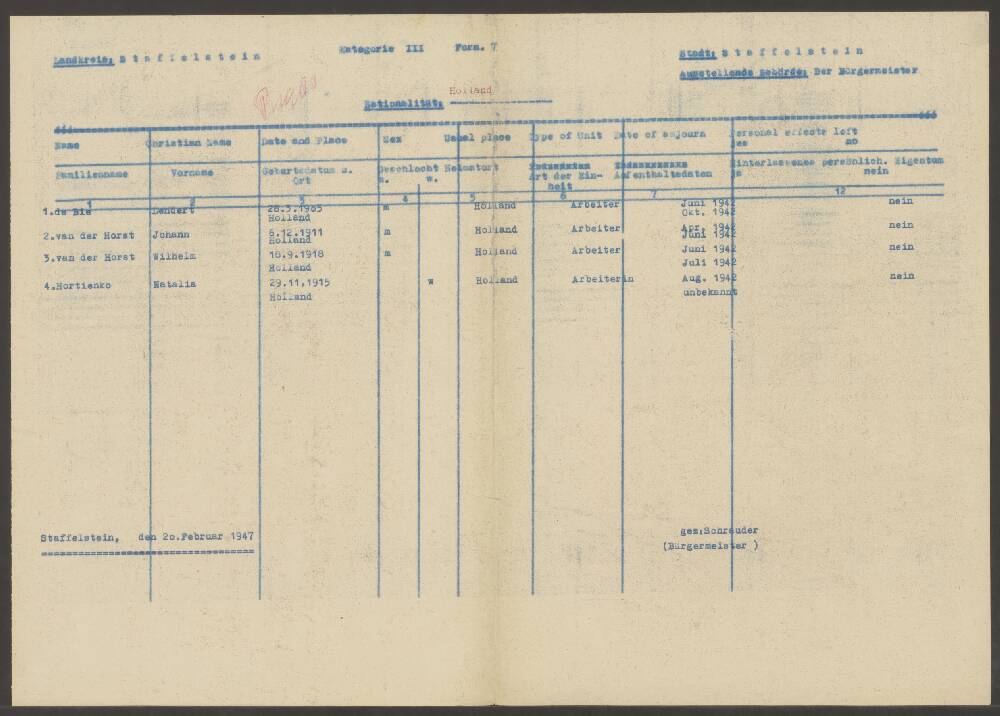 Landkreis: Staffelstein Kategorie III Form. 7 Stadt: Staffelstein
Ausstellende Behörde: Der Bürgermeister
Nationalität: Holland
Name Christian Name Date and Place Sex Usual place Type of Unit Date of sojourn Personal effects left
yes no
Familienname Vorname Geburtsdatum u. Geschlecht Heimatort Hinterlassenes persönlich. Eigentum
Ort m. w. Art der Ein- Aufenthaltsdaten ja nein
heit
1 2 3 4 5 6 7 12
1.de Bie 28.3.1905 m Holland Arbeiter Juni 1942 nein
Holland Okt. 1942
2.van der Horst Johann 6.12.1911 m Holland Arbeiter Apr. 1942 nein
Holland Juni 1942
3.van der Horst Wilhelm 18.9.1918 m Holland Arbeiter Juni 1942 nein
Holland Juli 1942
4.Hortienko Natalia 29.11.1915 w Holland Arbeiterin Aug. 1942 nein
Holland unbekannt
Staffelstein, den 20.Februar 1947 gez:Schrauder
(Bürgermeister )